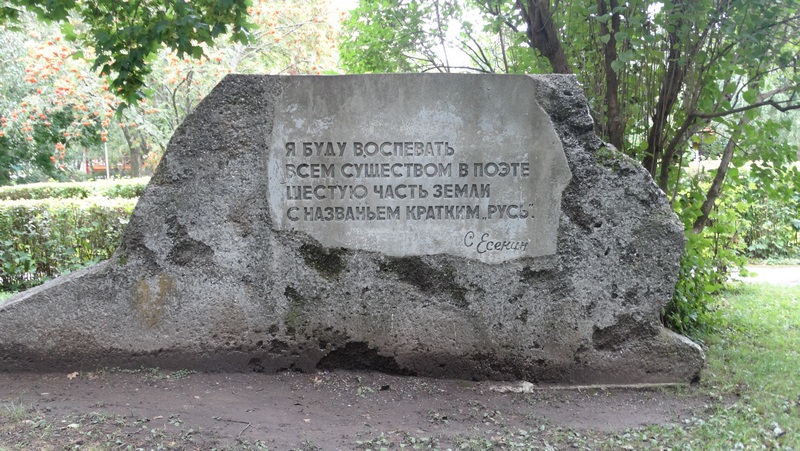 Я БУДУ ВОСПЕВАТЬ
ВСЕМ СУЩЕСТВОМ В ПОЭТЕ
ШЕСТУЮ ЧАСТЬ ЗЕМЛИ
С НАЗВАНЬЕМ КРАТКИМ „РУСЬ".
С Есенин